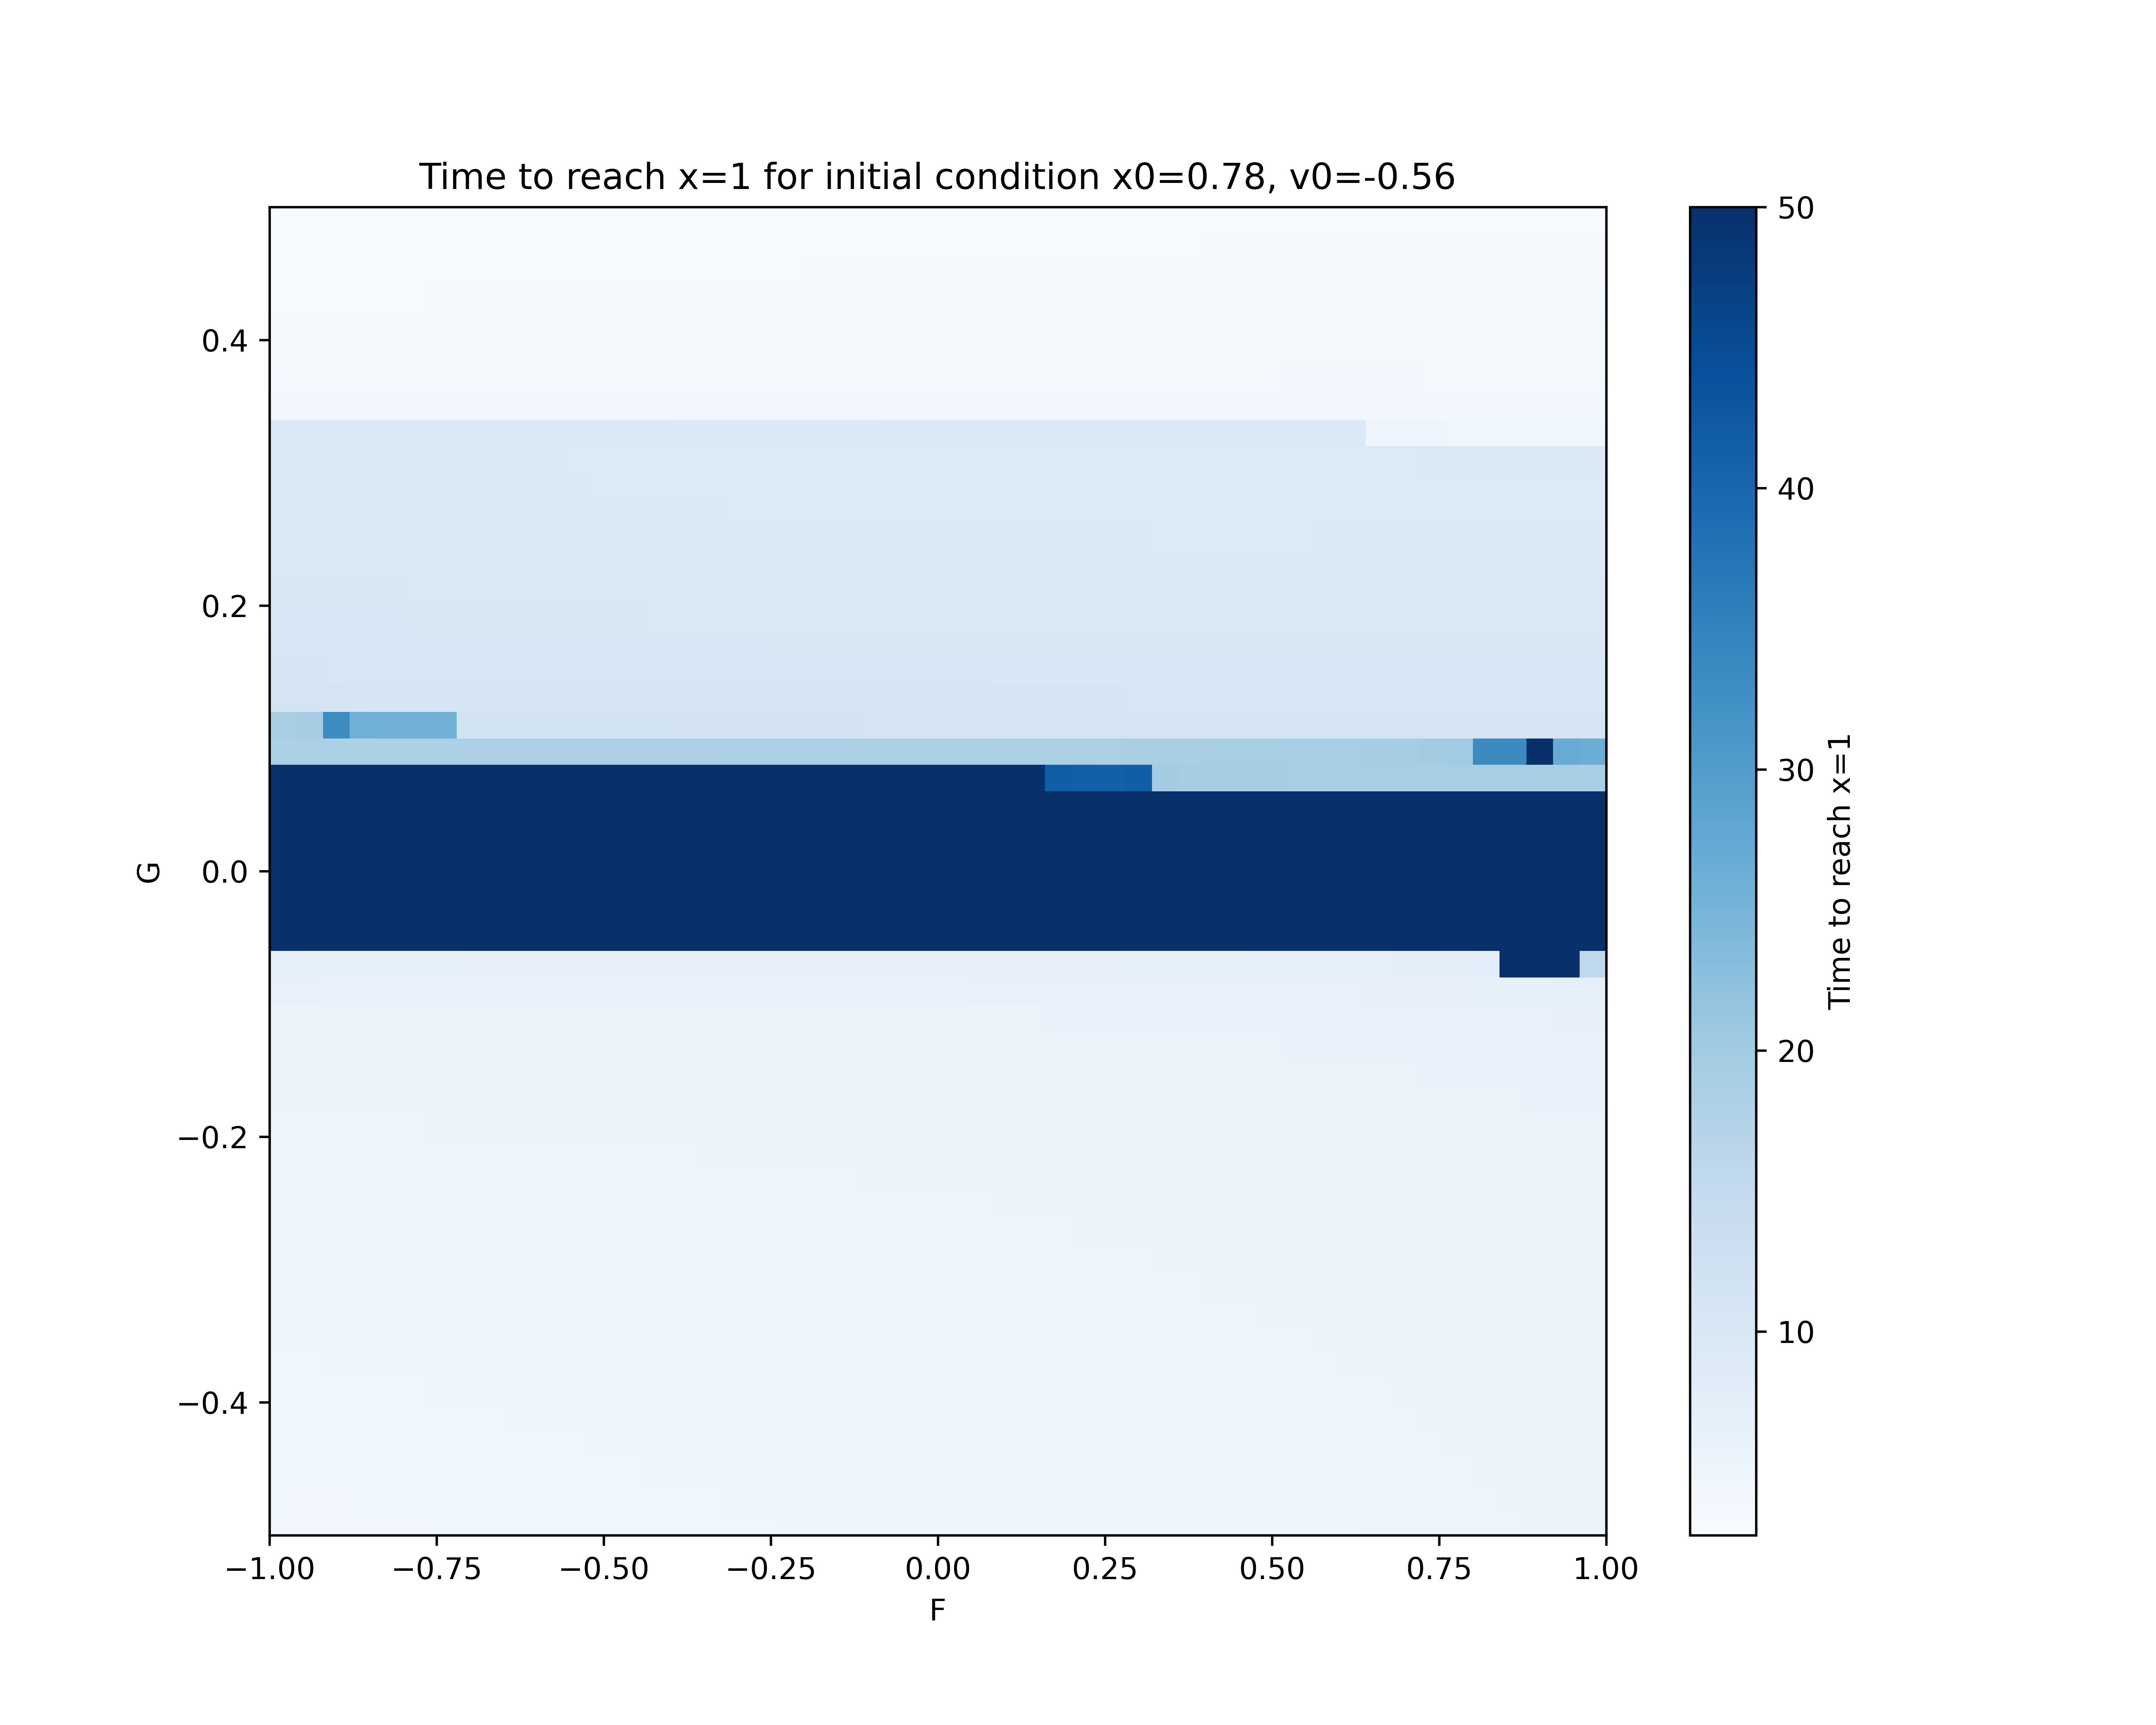 Time to reach x=1 for initial condition x0=0.78, v0=-0.56
0.4
0.2
0.0
−0.2
−0.4
G
−1.00 −0.75 −0.50 −0.25 0.00 0.25 0.50 0.75 1.00
F
50
40
30
20
10
Time to reach x=1